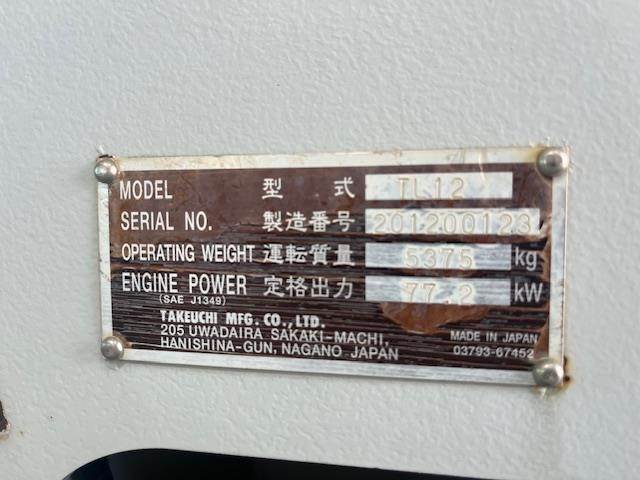 MODEL 型式 TL12
SERIAL NO. 製造番号 201200123
OPERATING WEIGHT 運転質量 5375 kg
ENGINE POWER 定格出力 77.2 kW
(SAE J1349)
TAKEUCHI MFG. CO., LTD.
205 UWADAIRA SAKAKI-MACHI,
HANISHINA-GUN, NAGANO JAPAN
MADE IN JAPAN
03793-67452